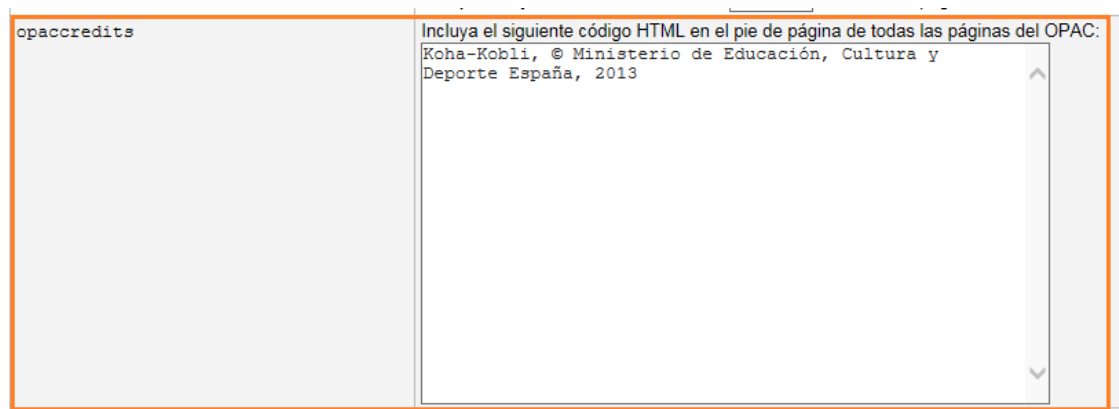 opaccredits
Incluya el siguiente código HTML en el pie de página de todas las páginas del OPAC:
Koha-Kobli, © Ministerio de Educación, Cultura y
Deporte España, 2013